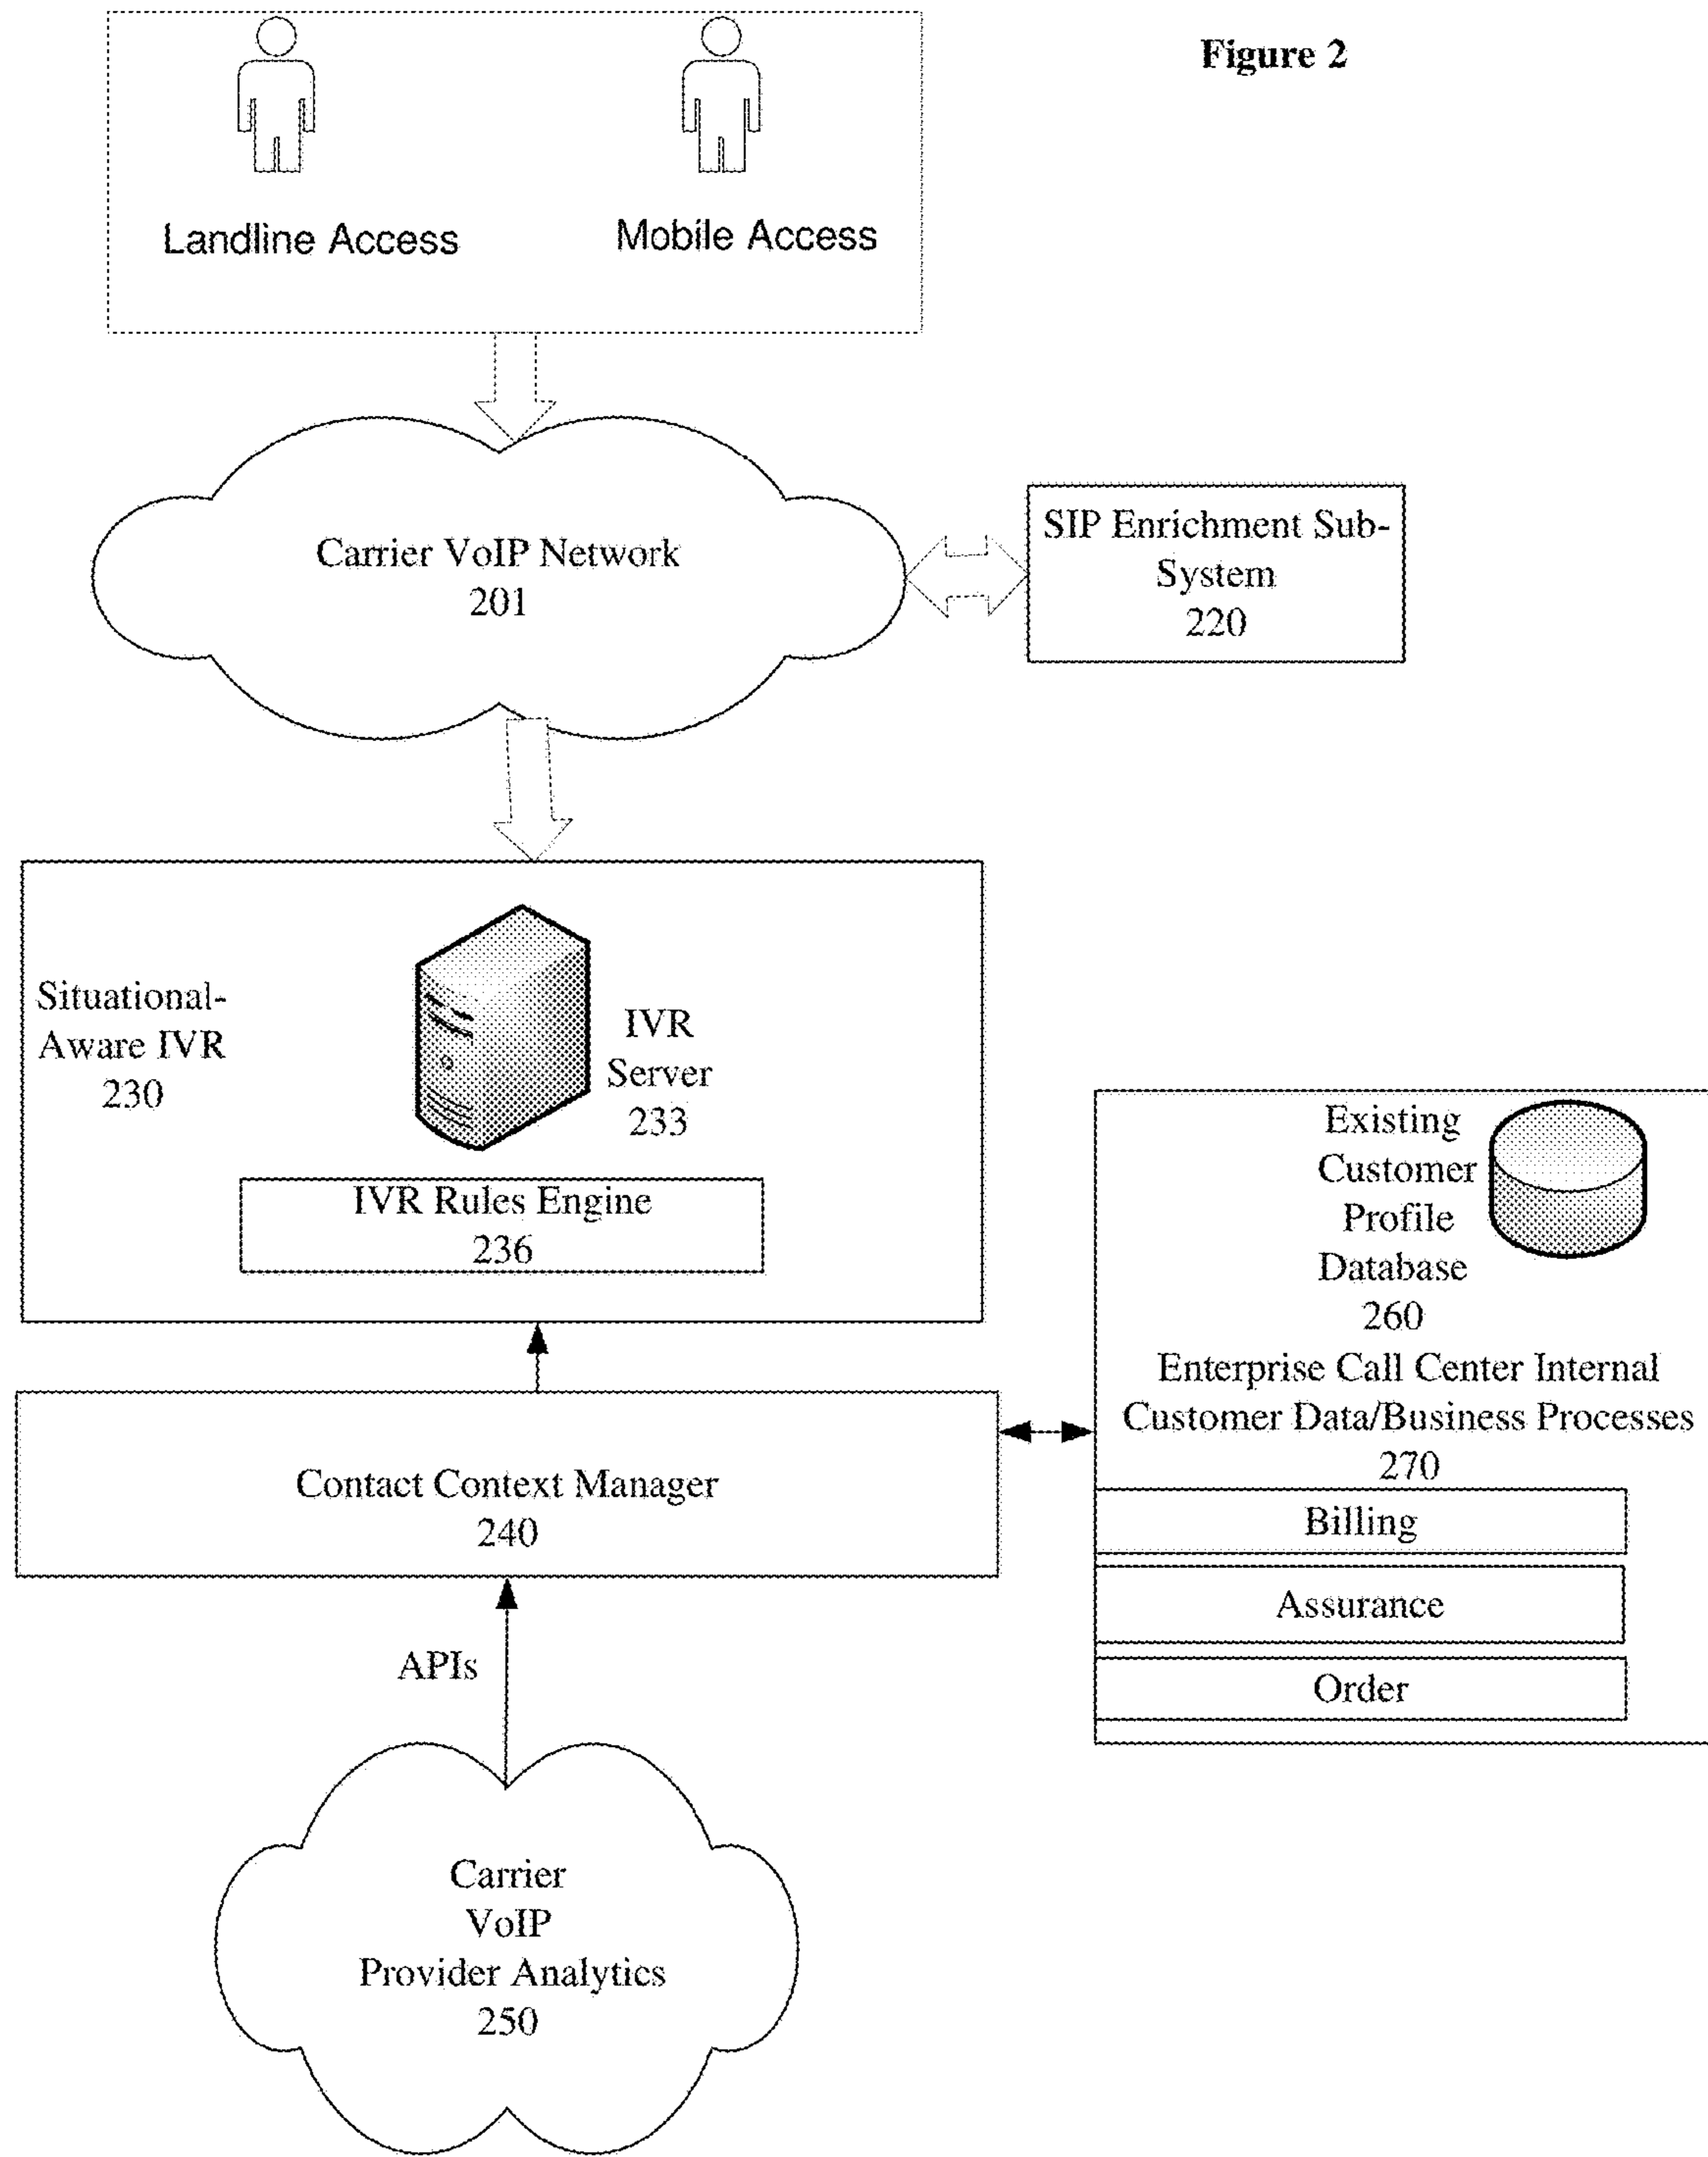 Figure 2
Landline Access
Mobile Access
Carrier VoIP Network
201
SIP Enrichment Sub-
System
220
Situational-
Aware IVR
230
IVR
Server
233
IVR Rules Engine
236
Existing
Customer
Profile
Database
260
Enterprise Call Center Internal
Customer Data/Business Processes
270
Billing
Assurance
Order
Contact Context Manager
240
APIs
Carrier
VoIP
Provider Analytics
250